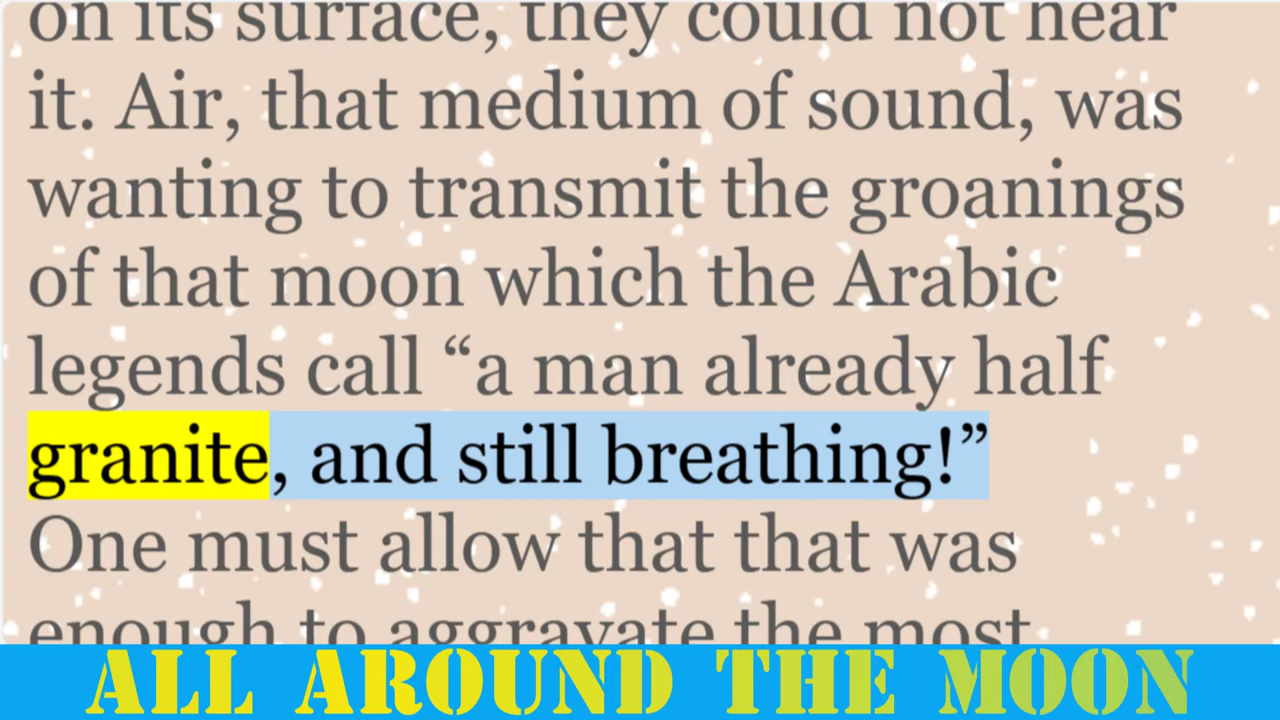 on its surface, they could not hear
it. Air, that medium of sound, was
wanting to transmit the groanings
of that moon which the Arabic
legends call “a man already half
granite, and still breathing!”
One must allow that that was
enough to aggravate the most
ALL AROUND THE MOON